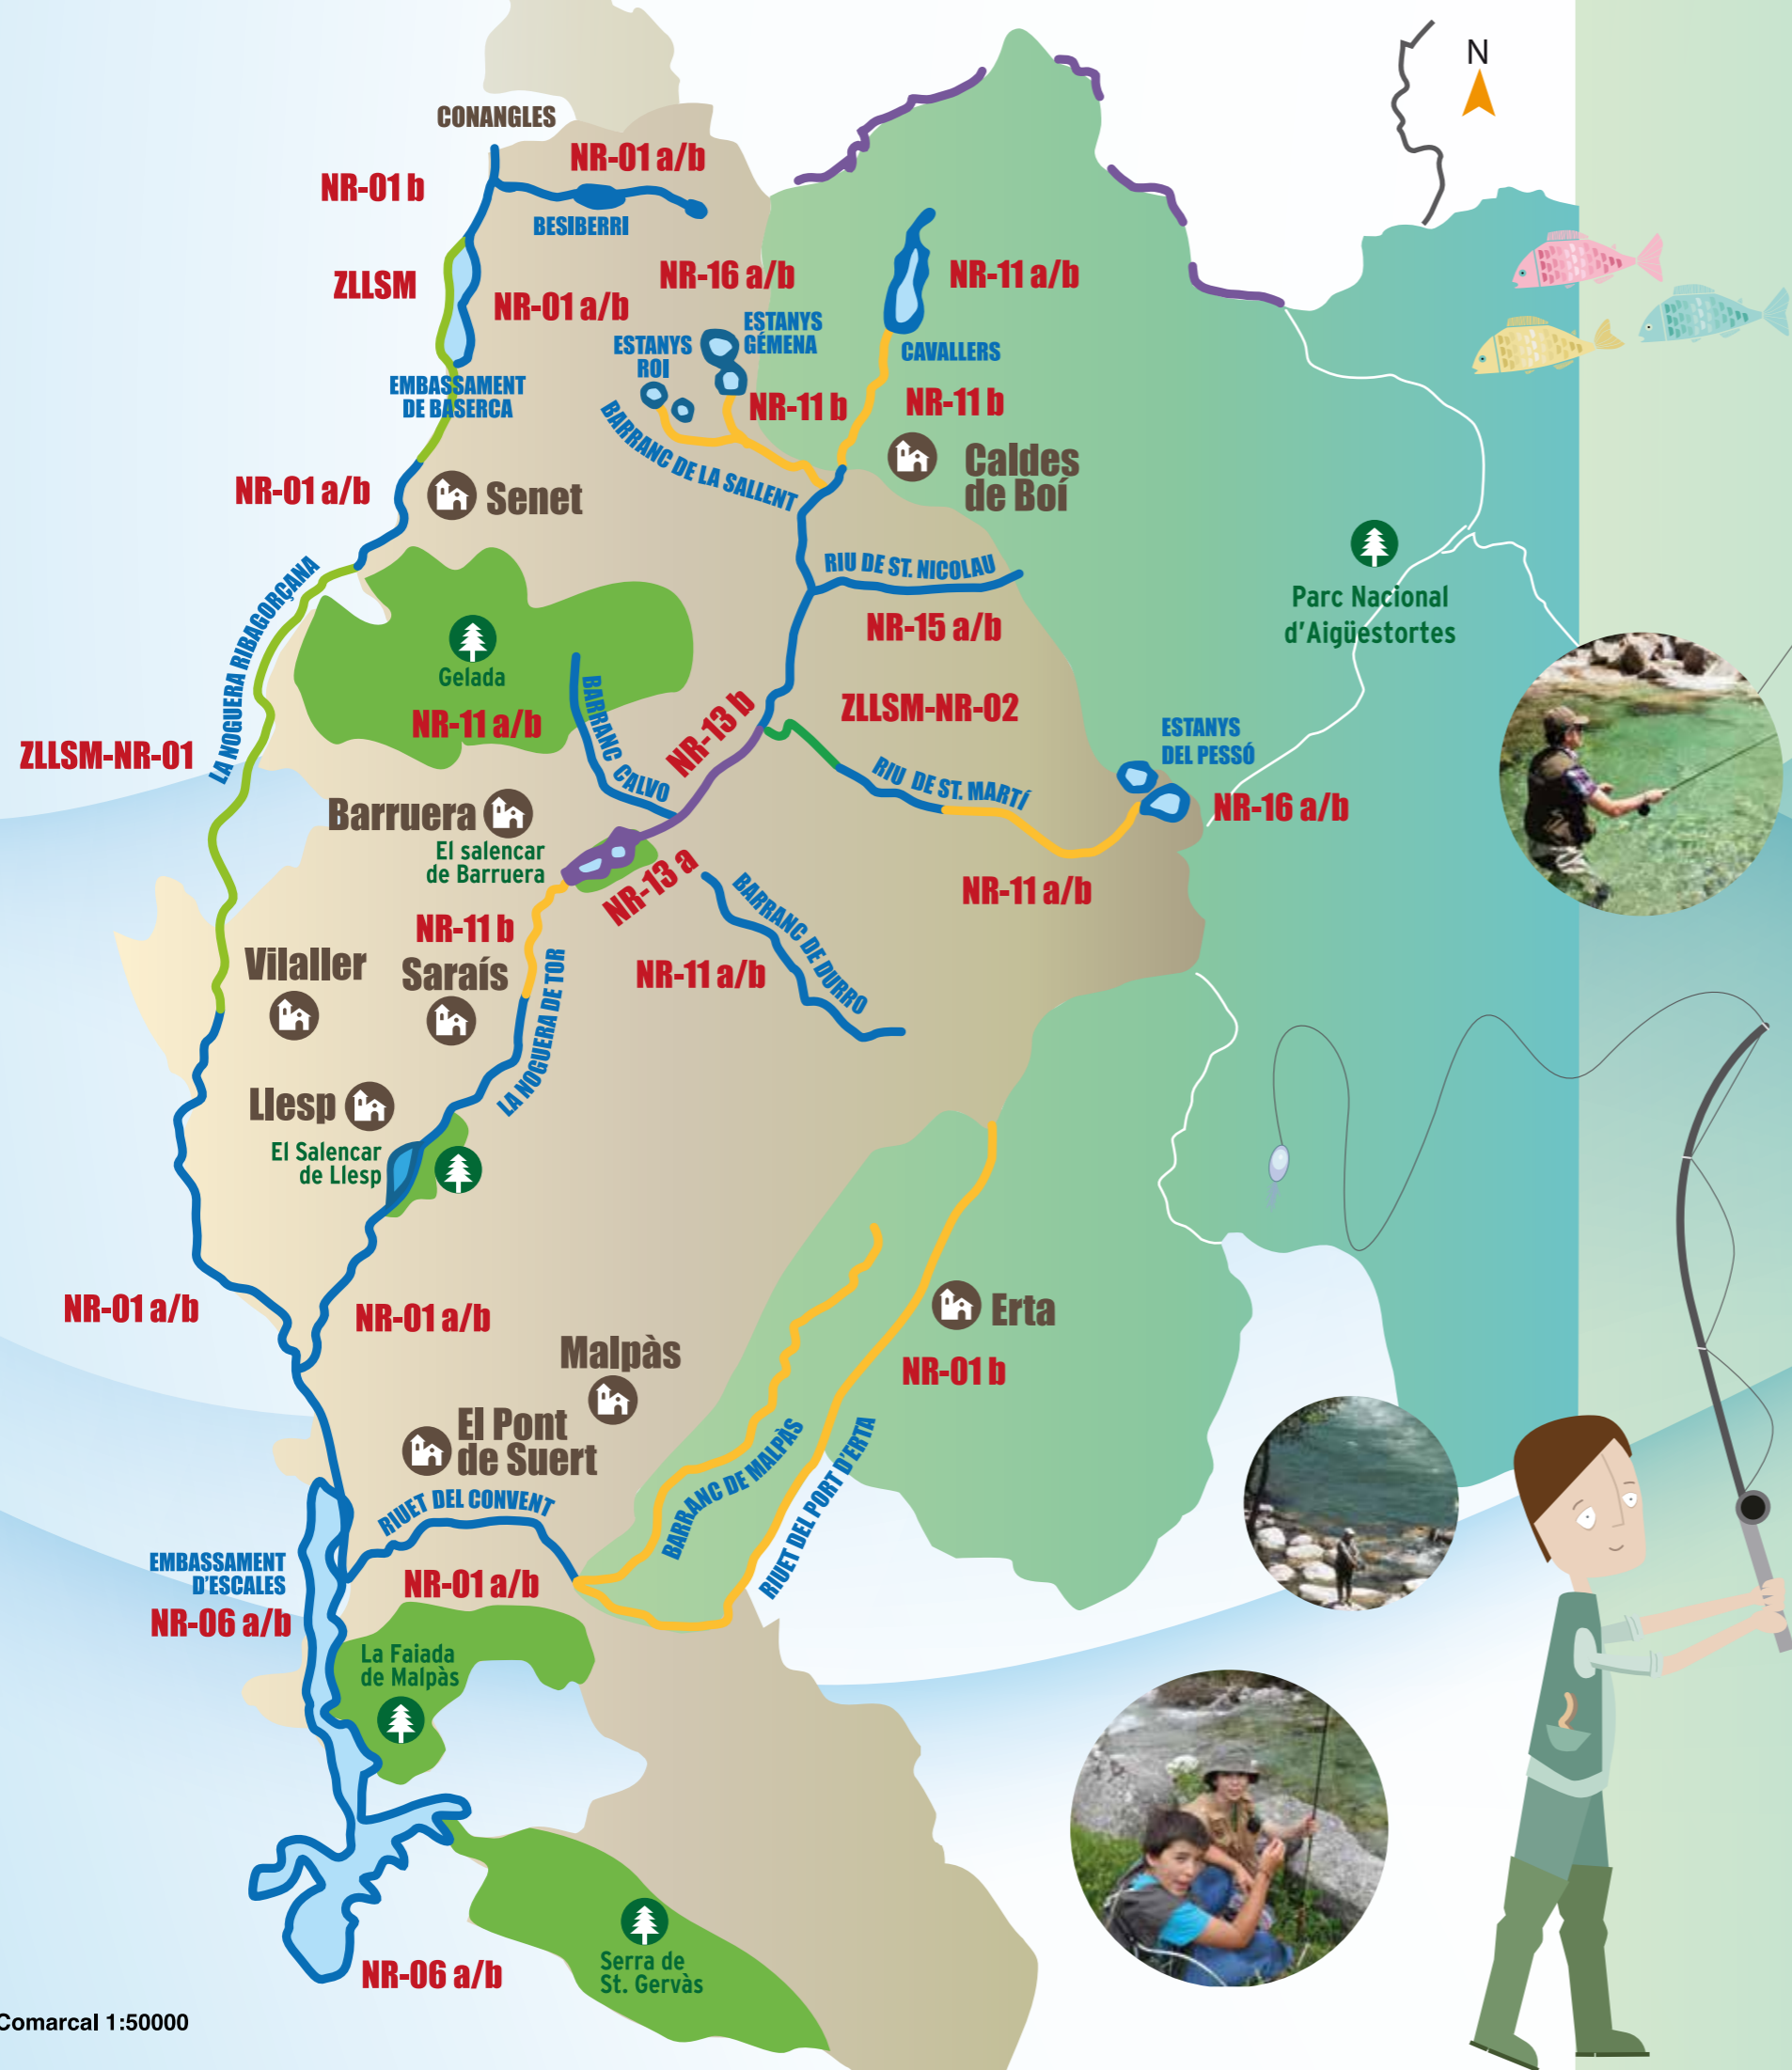 N
CONANGLES
NR-01 a/b
NR-01 b
BESIBERRI
ZLLSM
NR-01 a/b
NR-16 a/b
NR-11 a/b
ESTANYS
GÉMENA
ESTANYS
ROI
CAVALLERS
EMBASSAMENT
DE BASERCA
NR-11 b
NR-11 b
BARRANC DE LA SALLENT
Caldes
de Boí
NR-01 a/b
Senet
RIU DE ST. NICOLAU
LA NOGUERA RIBAGORÇANA
Parc Nacional
d'Aigüestortes
NR-15 a/b
Gelada
NR-11 a/b
BARRANC CALVO
NR-13 b
ZLLSM-NR-02
ZLLSM-NR-01
ESTANYS
DEL PESSÓ
RIU DE ST. MARTÍ
NR-16 a/b
Barruera
El salencar
de Barruera
NR-13 a
NR-11 a/b
BARRANC DE DURRO
NR-11 b
Vilaller
Saraís
NR-11 a/b
LA NOGUERA DE TOR
Llesp
El Salencar
de Llesp
NR-01 a/b
NR-01 a/b
Erta
Malpàs
NR-01 b
El Pont
de Suert
BARRANC DE MALPÀS
RIUET DEL PORT D'ERTA
RIUET DEL CONVENT
EMBASSAMENT
D'ESCALES
NR-06 a/b
NR-01 a/b
La Faiada
de Malpàs
Serra de
St. Gervàs
NR-06 a/b
Comarcal 1:50000